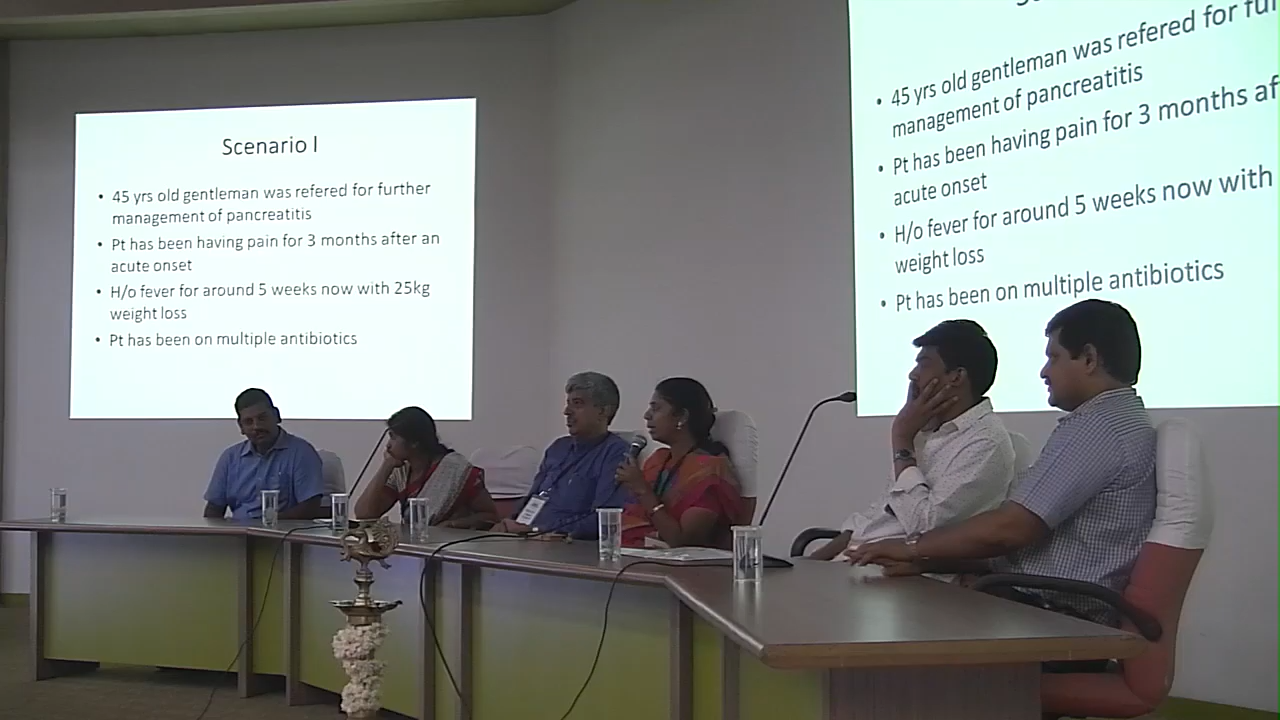 Scenario I
• 45 yrs old gentleman was refered for further
management of pancreatitis
• Pt has been having pain for 3 months after an
acute onset
• H/o fever for around 5 weeks now with 25kg
weight loss
• Pt has been on multiple antibiotics
• 45 yrs old gentleman was refered for
management of pancreatitis
• Pt has been having pain for 3 months
acute onset
• H/o fever for around 5 weeks now with
weight loss
• Pt has been on multiple antibiotics